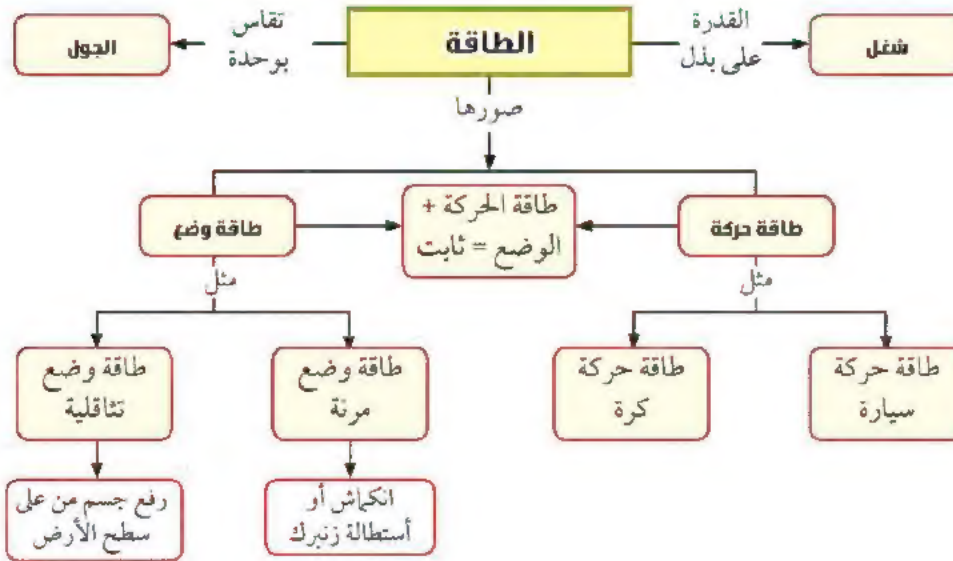 الطاقة
القدرة
على بذل
شغل
تقاس
بوحدة
الجول
صورها
طاقة حركة
طاقة الحركة +
الوضع = ثابت
طاقة وضع
مثل
مثل
طاقة حركة
سيارة
طاقة حركة
كرة
طاقة وضع
مرنة
طاقة وضع
تثاقلية
انكماش أو
أستطالة زنبرك
رفع جسم من على
سطح الأرض